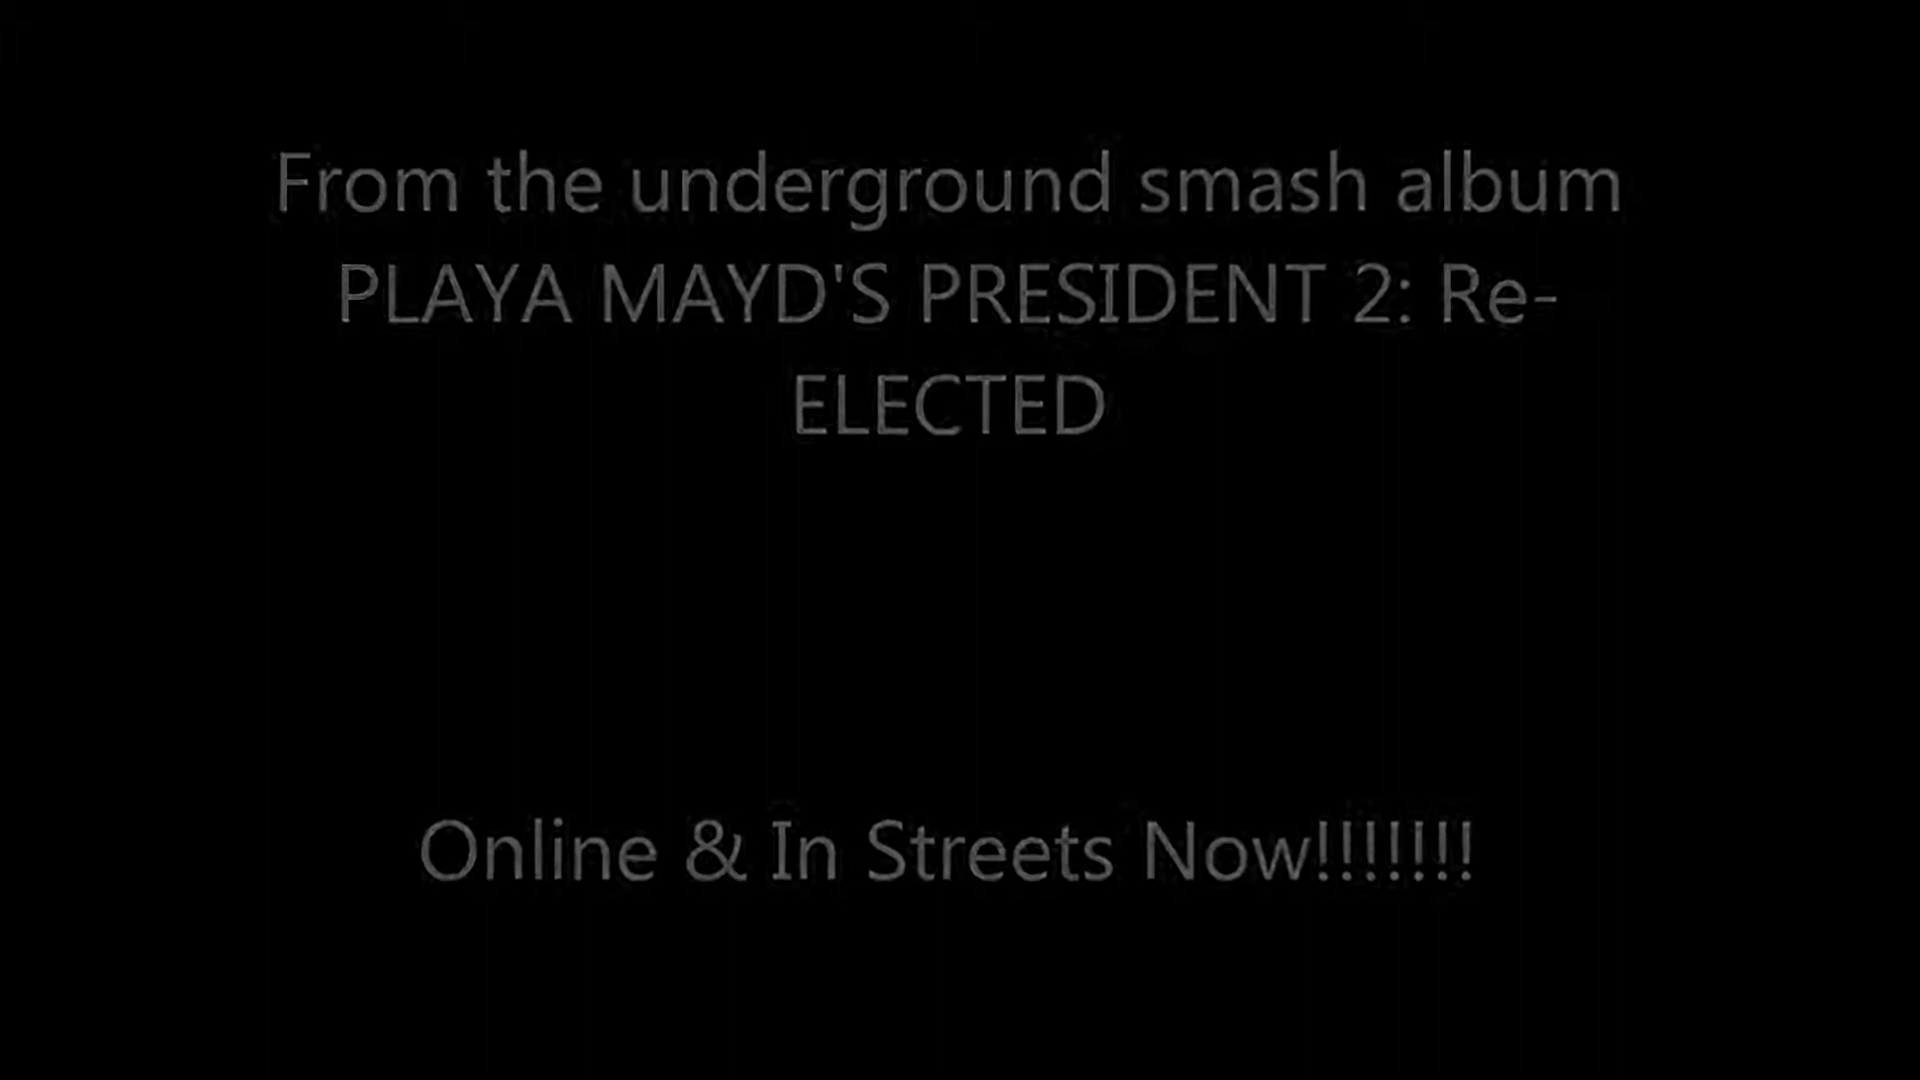 From the underground smash album
PLAYA MAYD'S PRESIDENT 2: Re-
ELECTED
Online & In Streets Now!!!!!!!